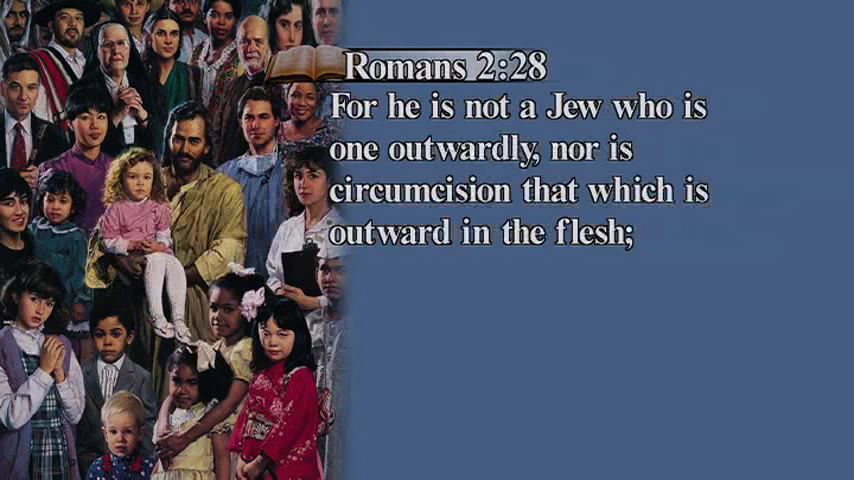 Romans 2:28
For he is not a Jew who is
one outwardly, nor is
circumcision that which is
outward in the flesh;